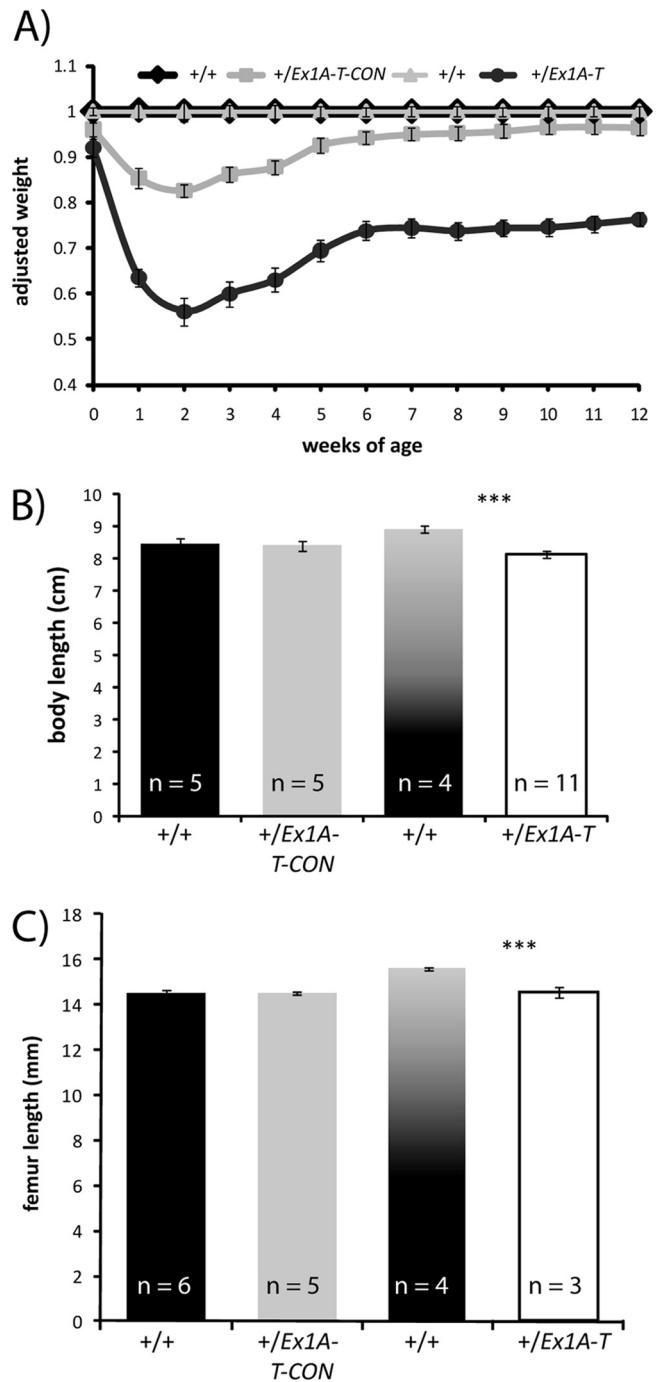 A)
+/+ +/Ex1A-T-CON +/+ +/Ex1A-T
1.1
1
0.9
0.8
0.7
0.6
0.5
0.4
adjusted weight
0 1 2 3 4 5 6 7 8 9 10 11 12
weeks of age
B)
***
10
9
8
7
6
5
4
3
2
1
0
body length (cm)
n = 5 n = 5 n = 4 n = 11
+/+ +/Ex1A- +/+ +/Ex1A-T
T-CON
C)
***
18
16
14
12
10
8
6
4
2
0
femur length (mm)
n = 6 n = 5 n = 4 n = 3
+/+ +/Ex1A- +/+ +/Ex1A-T
T-CON